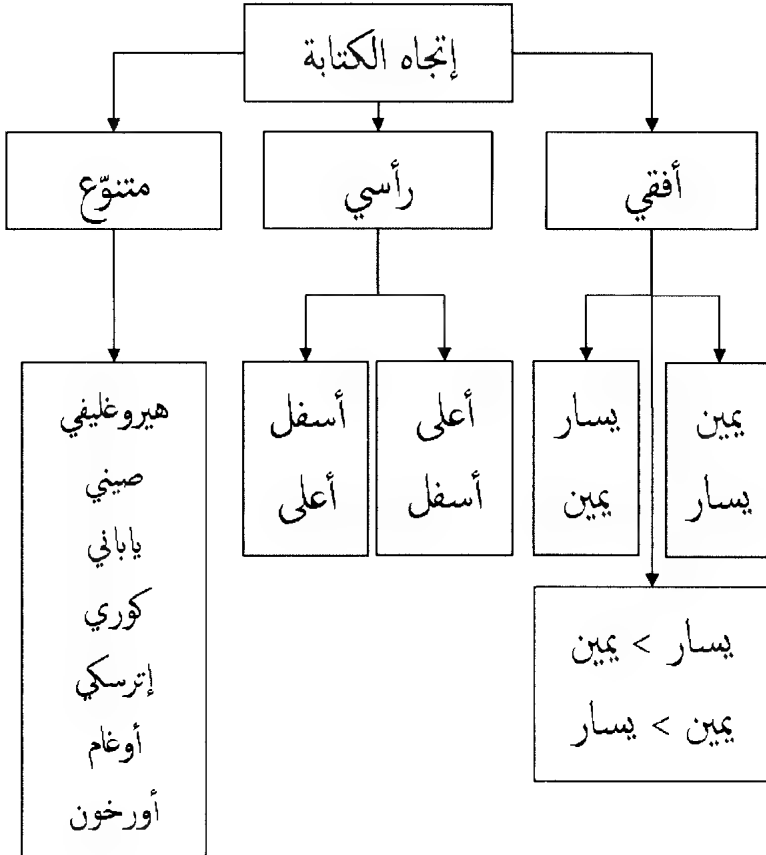 إتجاه الكتابة
أفقي
رأسي
متنوّع
يمين
يسار
يسار
يمين
يسار > يمين
يمين > يسار
أعلى
أسفل
أسفل
أعلى
هيروغليفي
صيني
ياباني
كوري
إترسكي
أوغام
أورخون